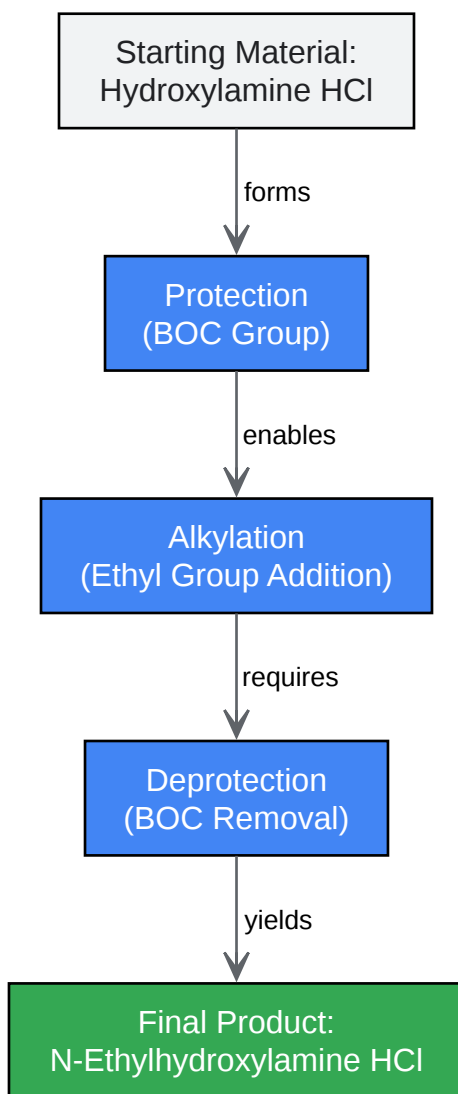 Starting Material:
Hydroxylamine HCl
forms
Protection
(BOC Group)
enables
Alkylation
(Ethyl Group Addition)
requires
Deprotection
(BOC Removal)
yields
Final Product:
N-Ethylhydroxylamine HCl